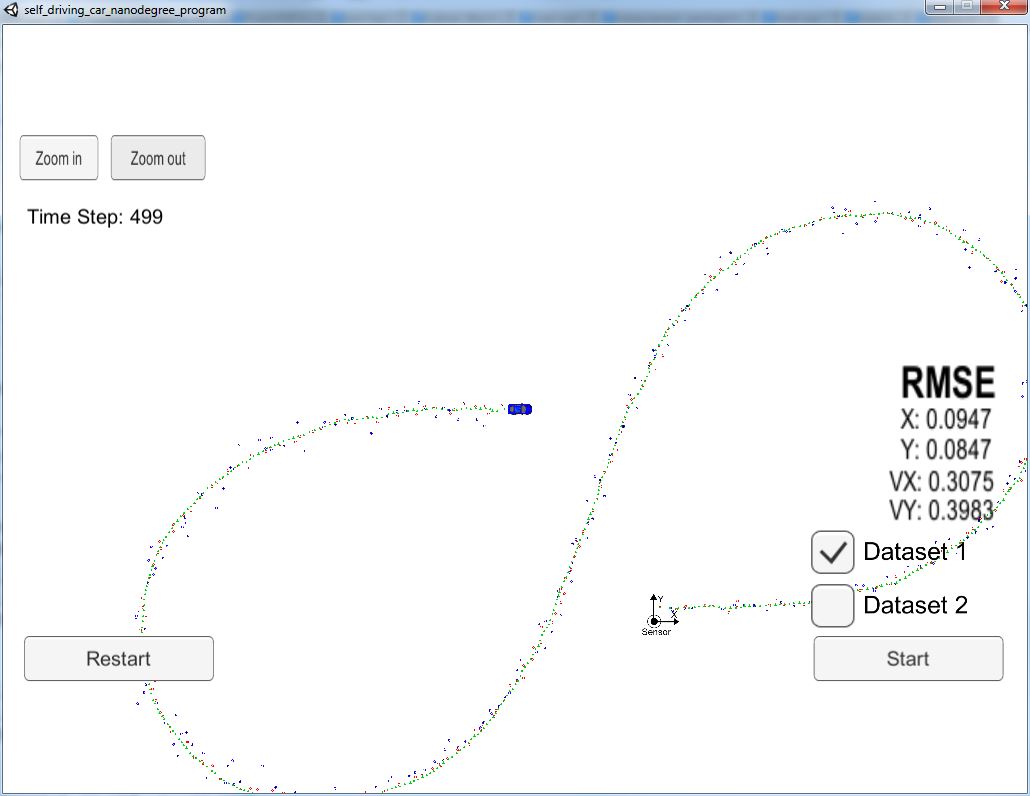 self_driving_car_nanodegree_program
Zoom in
Zoom out
Time Step: 499
RMSE
X: 0.0947
Y: 0.0847
VX: 0.3075
VY: 0.3983
Dataset 1
Dataset 2
Y
X
Sensor
Restart
Start